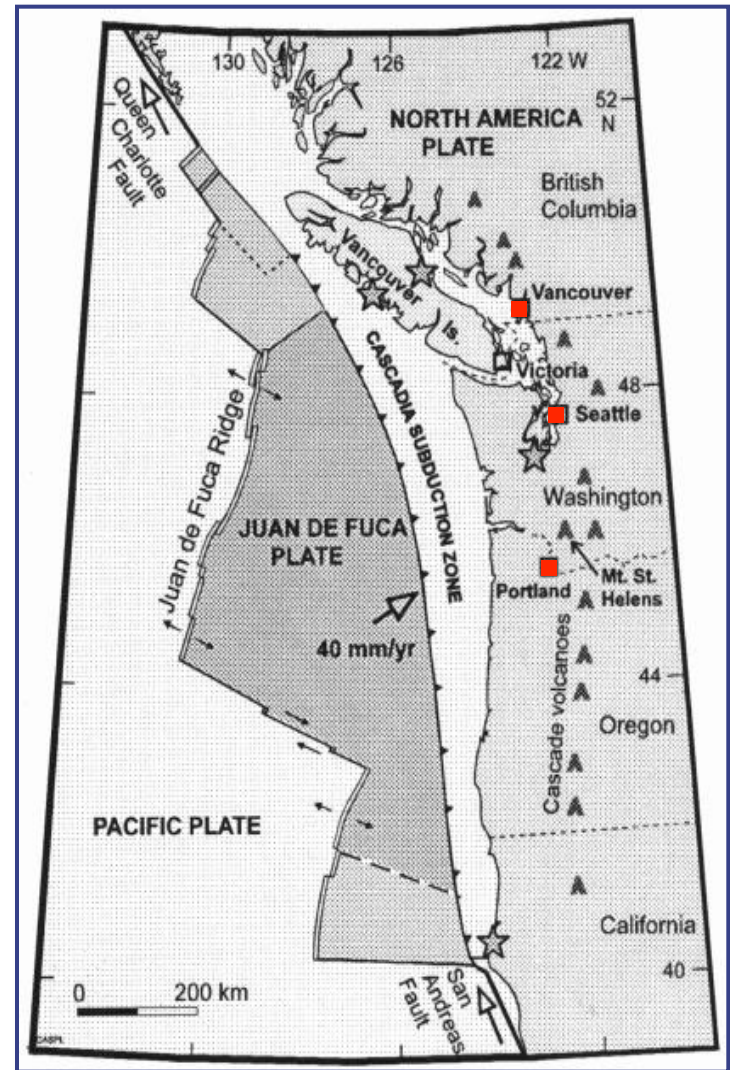 130
126
122 W
52
N
Queen
Charlotte
Fault
NORTH AMERICA
PLATE
British
Columbia
Vancouver
Is.
Vancouver
Victoria
48
Seattle
CASCADIA SUBDUCTION ZONE
Juan de Fuca Ridge
Washington
JUAN DE FUCA
PLATE
Portland
Mt. St.
Helens
40 mm/yr
Cascade volcanoes
44
Oregon
PACIFIC PLATE
California
0
200 km
San
Andreas
Fault
40